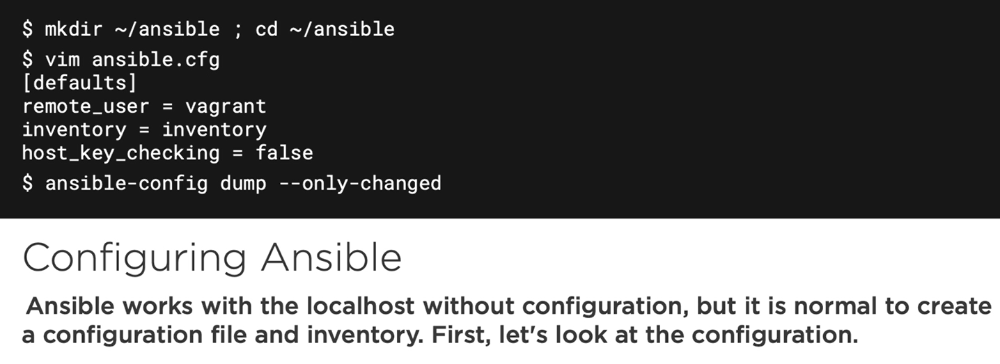 $ mkdir ~/ansible ; cd ~/ansible
$ vim ansible.cfg
[defaults]
remote_user = vagrant
inventory = inventory
host_key_checking = false
$ ansible-config dump --only-changed
Configuring Ansible
Ansible works with the localhost without configuration, but it is normal to create
a configuration file and inventory. First, let's look at the configuration.